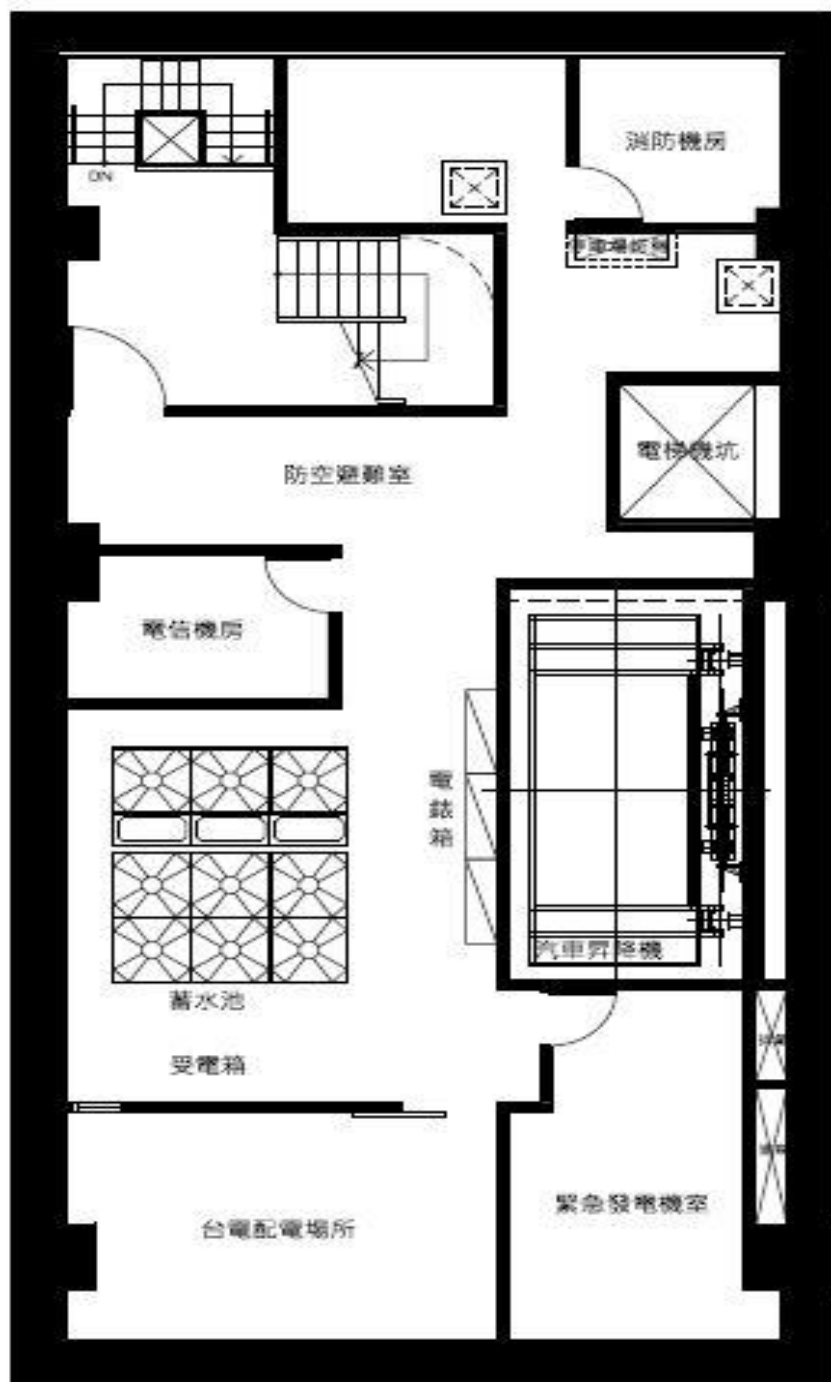 消防機房
DN
電梯機坑
防空避難室
電信機房
電錶箱
汽車昇降機
蓄水池
受電箱
緊急發電機室
台電配電場所